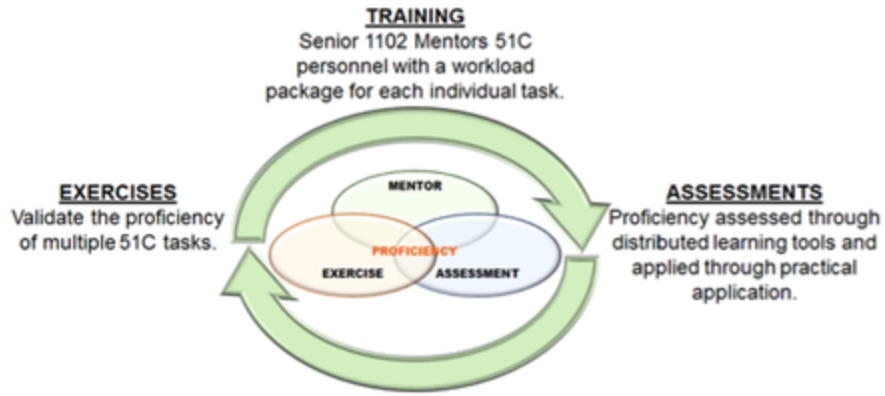 TRAINING
Senior 1102 Mentors 51C
personnel with a workload
package for each individual task.
EXERCISES
Validate the proficiency
of multiple 51C tasks.
MENTOR
PROFICIENCY
EXERCISE
ASSESSMENT
ASSESSMENTS
Proficiency assessed through
distributed learning tools and
applied through practical
application.